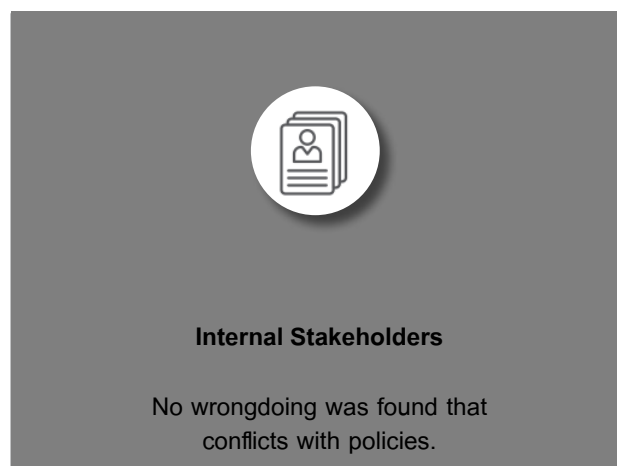 Internal Stakeholders
No wrongdoing was found that
conflicts with policies.